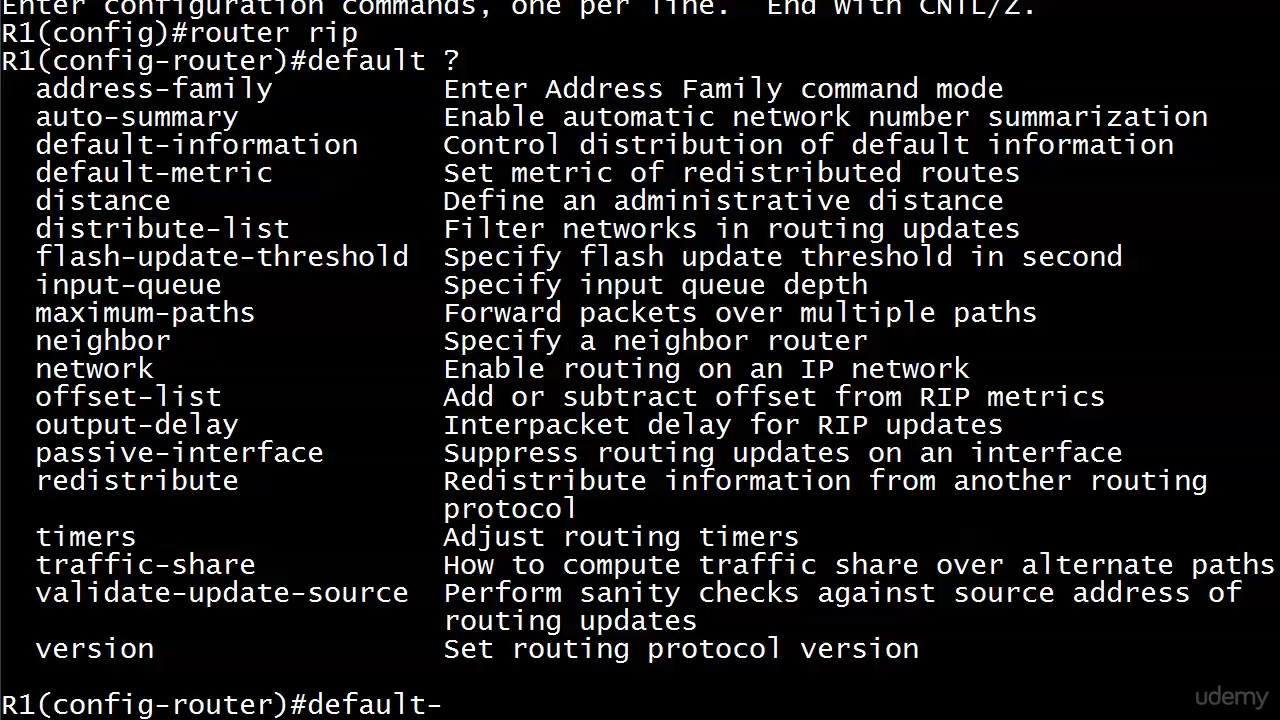 Enter configuration commands, one per line.  End with CNTL/Z.
R1(config)#router rip
R1(config-router)#default ?
address-family Enter Address Family command mode
auto-summary Enable automatic network number summarization
default-information Control distribution of default information
default-metric Set metric of redistributed routes
distance Define an administrative distance
distribute-list Filter networks in routing updates
flash-update-threshold Specify flash update threshold in second
input-queue Specify input queue depth
maximum-paths Forward packets over multiple paths
neighbor Specify a neighbor router
network Enable routing on an IP network
offset-list Add or subtract offset from RIP metrics
output-delay Interpacket delay for RIP updates
passive-interface Suppress routing updates on an interface
redistribute Redistribute information from another routing
protocol
timers Adjust routing timers
traffic-share How to compute traffic share over alternate paths
validate-update-source Perform sanity checks against source address of
routing updates
version Set routing protocol version
R1(config-router)#default-
udemy